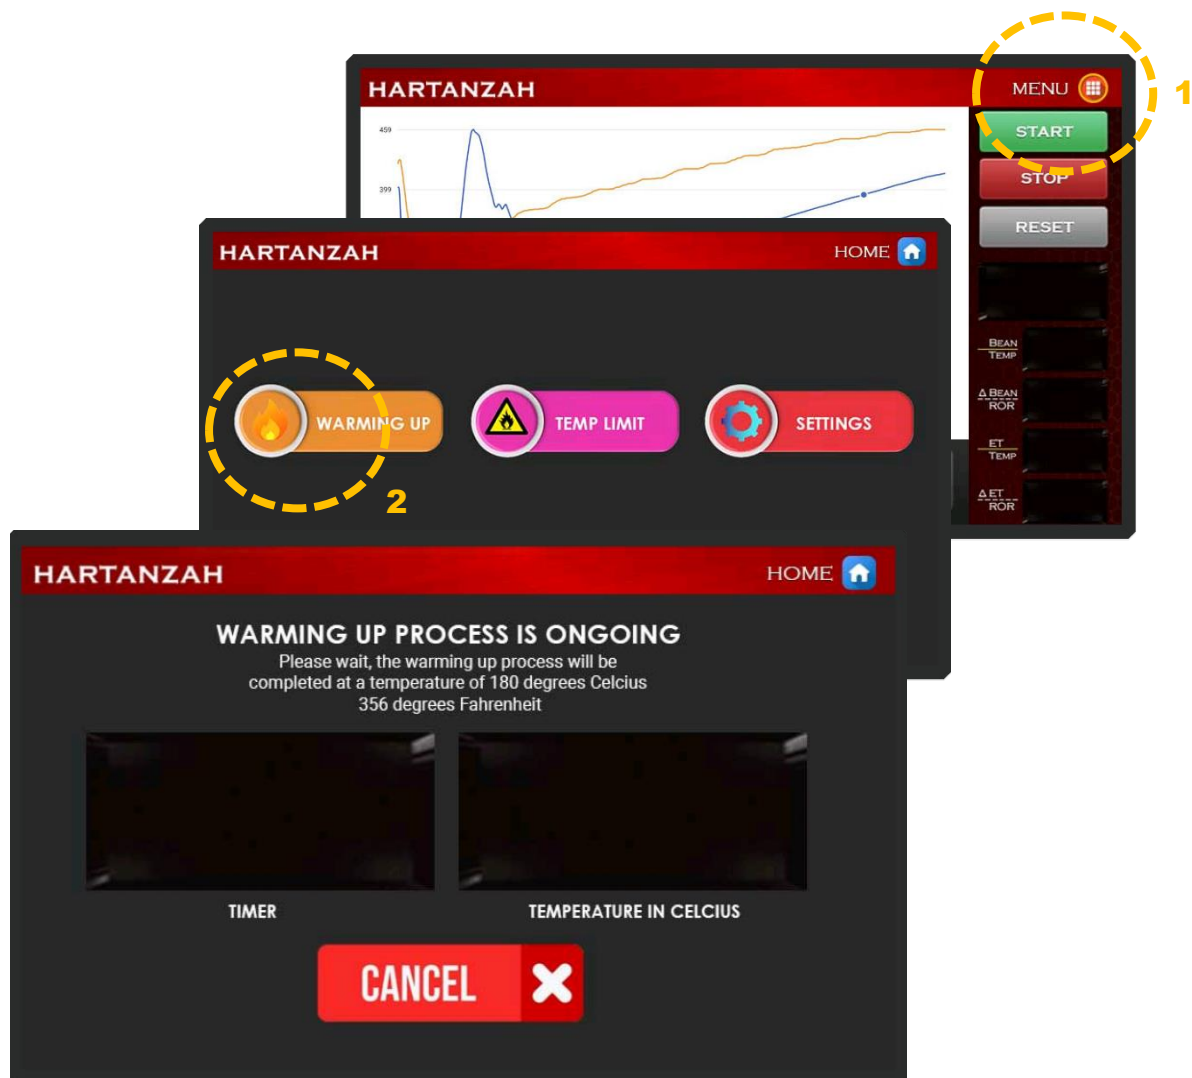 HARTANZAH
MENU
1
459
399
START
STOP
RESET
BEAN
TEMP
Δ BEAN
ROR
ET
TEMP
Δ ET
ROR
HARTANZAH
HOME
WARMING UP
TEMP LIMIT
SETTINGS
2
HARTANZAH
HOME
WARMING UP PROCESS IS ONGOING
Please wait, the warming up process will be
completed at a temperature of 180 degrees Celcius
356 degrees Fahrenheit
TIMER
TEMPERATURE IN CELCIUS
CANCEL